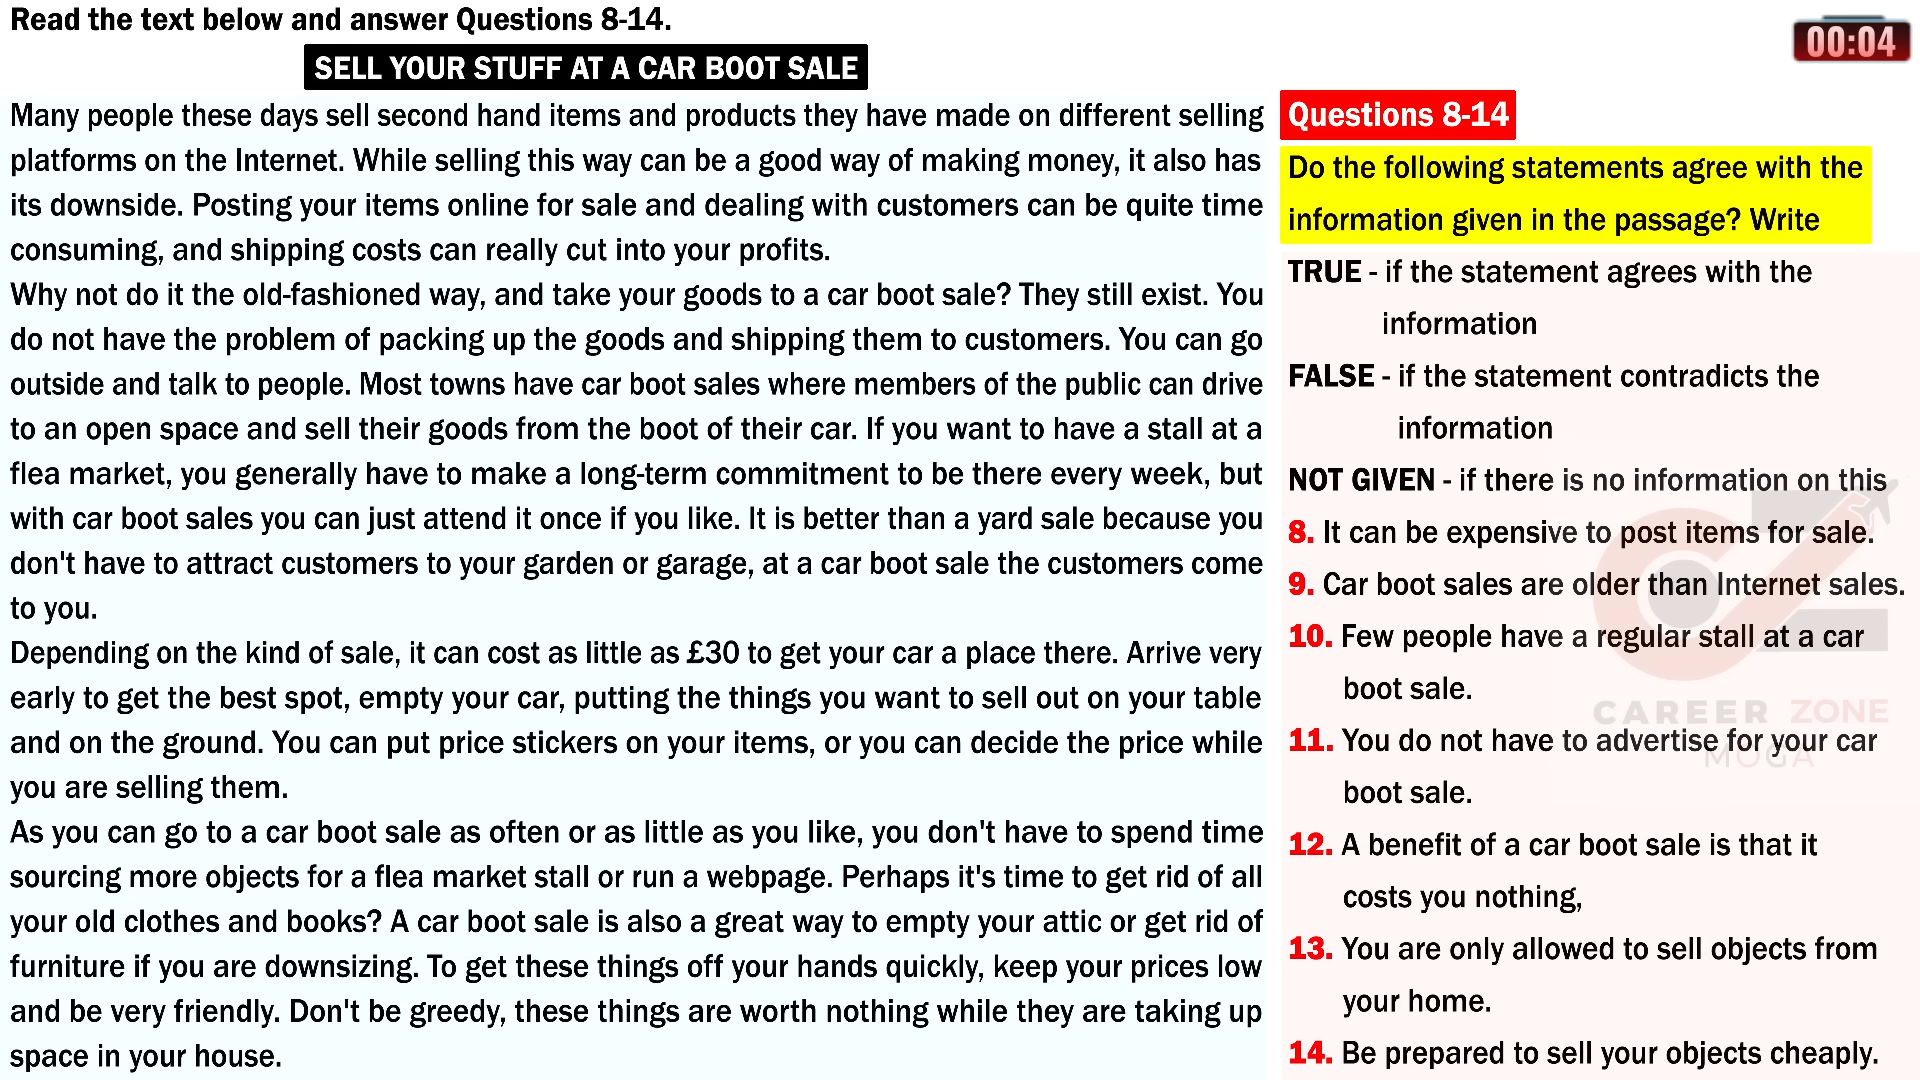 Read the text below and answer Questions 8-14.
00:04
SELL YOUR STUFF AT A CAR BOOT SALE
Many people these days sell second hand items and products they have made on different selling
platforms on the Internet. While selling this way can be a good way of making money, it also has
its downside. Posting your items online for sale and dealing with customers can be quite time
consuming, and shipping costs can really cut into your profits.
Why not do it the old-fashioned way, and take your goods to a car boot sale? They still exist. You
do not have the problem of packing up the goods and shipping them to customers. You can go
outside and talk to people. Most towns have car boot sales where members of the public can drive
to an open space and sell their goods from the boot of their car. If you want to have a stall at a
flea market, you generally have to make a long-term commitment to be there every week, but
with car boot sales you can just attend it once if you like. It is better than a yard sale because you
don't have to attract customers to your garden or garage, at a car boot sale the customers come
to you.
Depending on the kind of sale, it can cost as little as £30 to get your car a place there. Arrive very
early to get the best spot, empty your car, putting the things you want to sell out on your table
and on the ground. You can put price stickers on your items, or you can decide the price while
you are selling them.
As you can go to a car boot sale as often or as little as you like, you don't have to spend time
sourcing more objects for a flea market stall or run a webpage. Perhaps it's time to get rid of all
your old clothes and books? A car boot sale is also a great way to empty your attic or get rid of
furniture if you are downsizing. To get these things off your hands quickly, keep your prices low
and be very friendly. Don't be greedy, these things are worth nothing while they are taking up
space in your house.
Questions 8-14
Do the following statements agree with the
information given in the passage? Write
TRUE - if the statement agrees with the
information
FALSE - if the statement contradicts the
information
NOT GIVEN - if there is no information on this
8. It can be expensive to post items for sale.
9. Car boot sales are older than Internet sales.
10. Few people have a regular stall at a car
boot sale.
11. You do not have to advertise for your car
boot sale.
12. A benefit of a car boot sale is that it
costs you nothing,
13. You are only allowed to sell objects from
your home.
14. Be prepared to sell your objects cheaply.
CAREER ZONE
MOGA